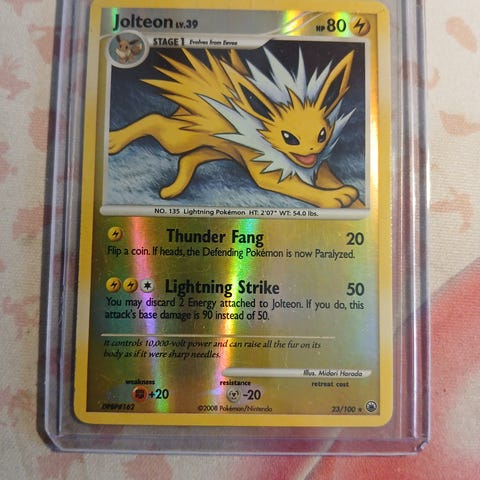 Jolteon LV.39 HP 80
STAGE 1 Evolves from Eevee
NO. 135 Lightning Pokémon HT: 2'07" WT: 54.0 lbs.
Thunder Fang 20
Flip a coin. If heads, the Defending Pokémon is now Paralyzed.
Lightning Strike 50
You may discard 2 Energy attached to Jolteon. If you do, this
attack's base damage is 90 instead of 50.
It controls 10,000-volt power and can raise all the fur on its
body as if it were sharp needles.
Illus. Midori Harada
weakness resistance retreat cost
+20 -20
DPBP#162 ©2008 Pokémon/Nintendo 23/100